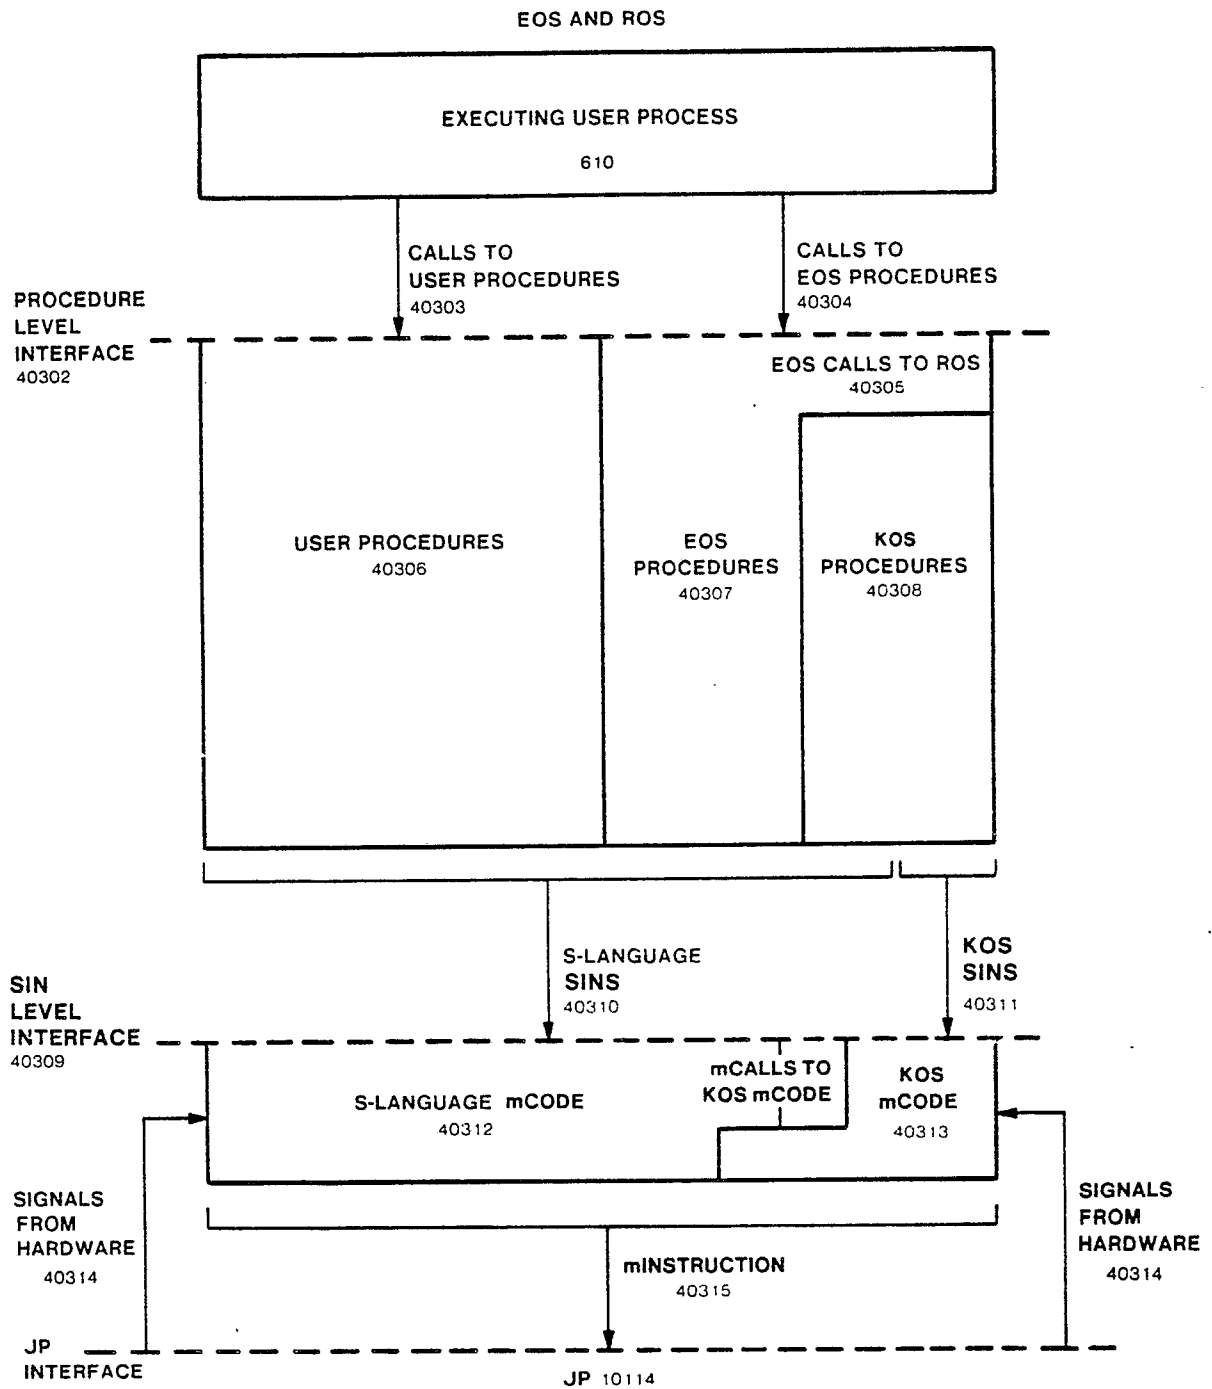 EOS AND ROS
EXECUTING USER PROCESS
610
CALLS TO
USER PROCEDURES
40303
CALLS TO
EOS PROCEDURES
40304
PROCEDURE
LEVEL
INTERFACE
40302
EOS CALLS TO ROS
40305
USER PROCEDURES
40306
EOS
PROCEDURES
40307
KOS
PROCEDURES
40308
S-LANGUAGE
SINS
40310
KOS
SINS
40311
SIN
LEVEL
INTERFACE
40309
S-LANGUAGE mCODE
40312
mCALLS TO
KOS mCODE
KOS
mCODE
40313
SIGNALS
FROM
HARDWARE
40314
mINSTRUCTION
40315
SIGNALS
FROM
HARDWARE
40314
JP
INTERFACE
JP 10114